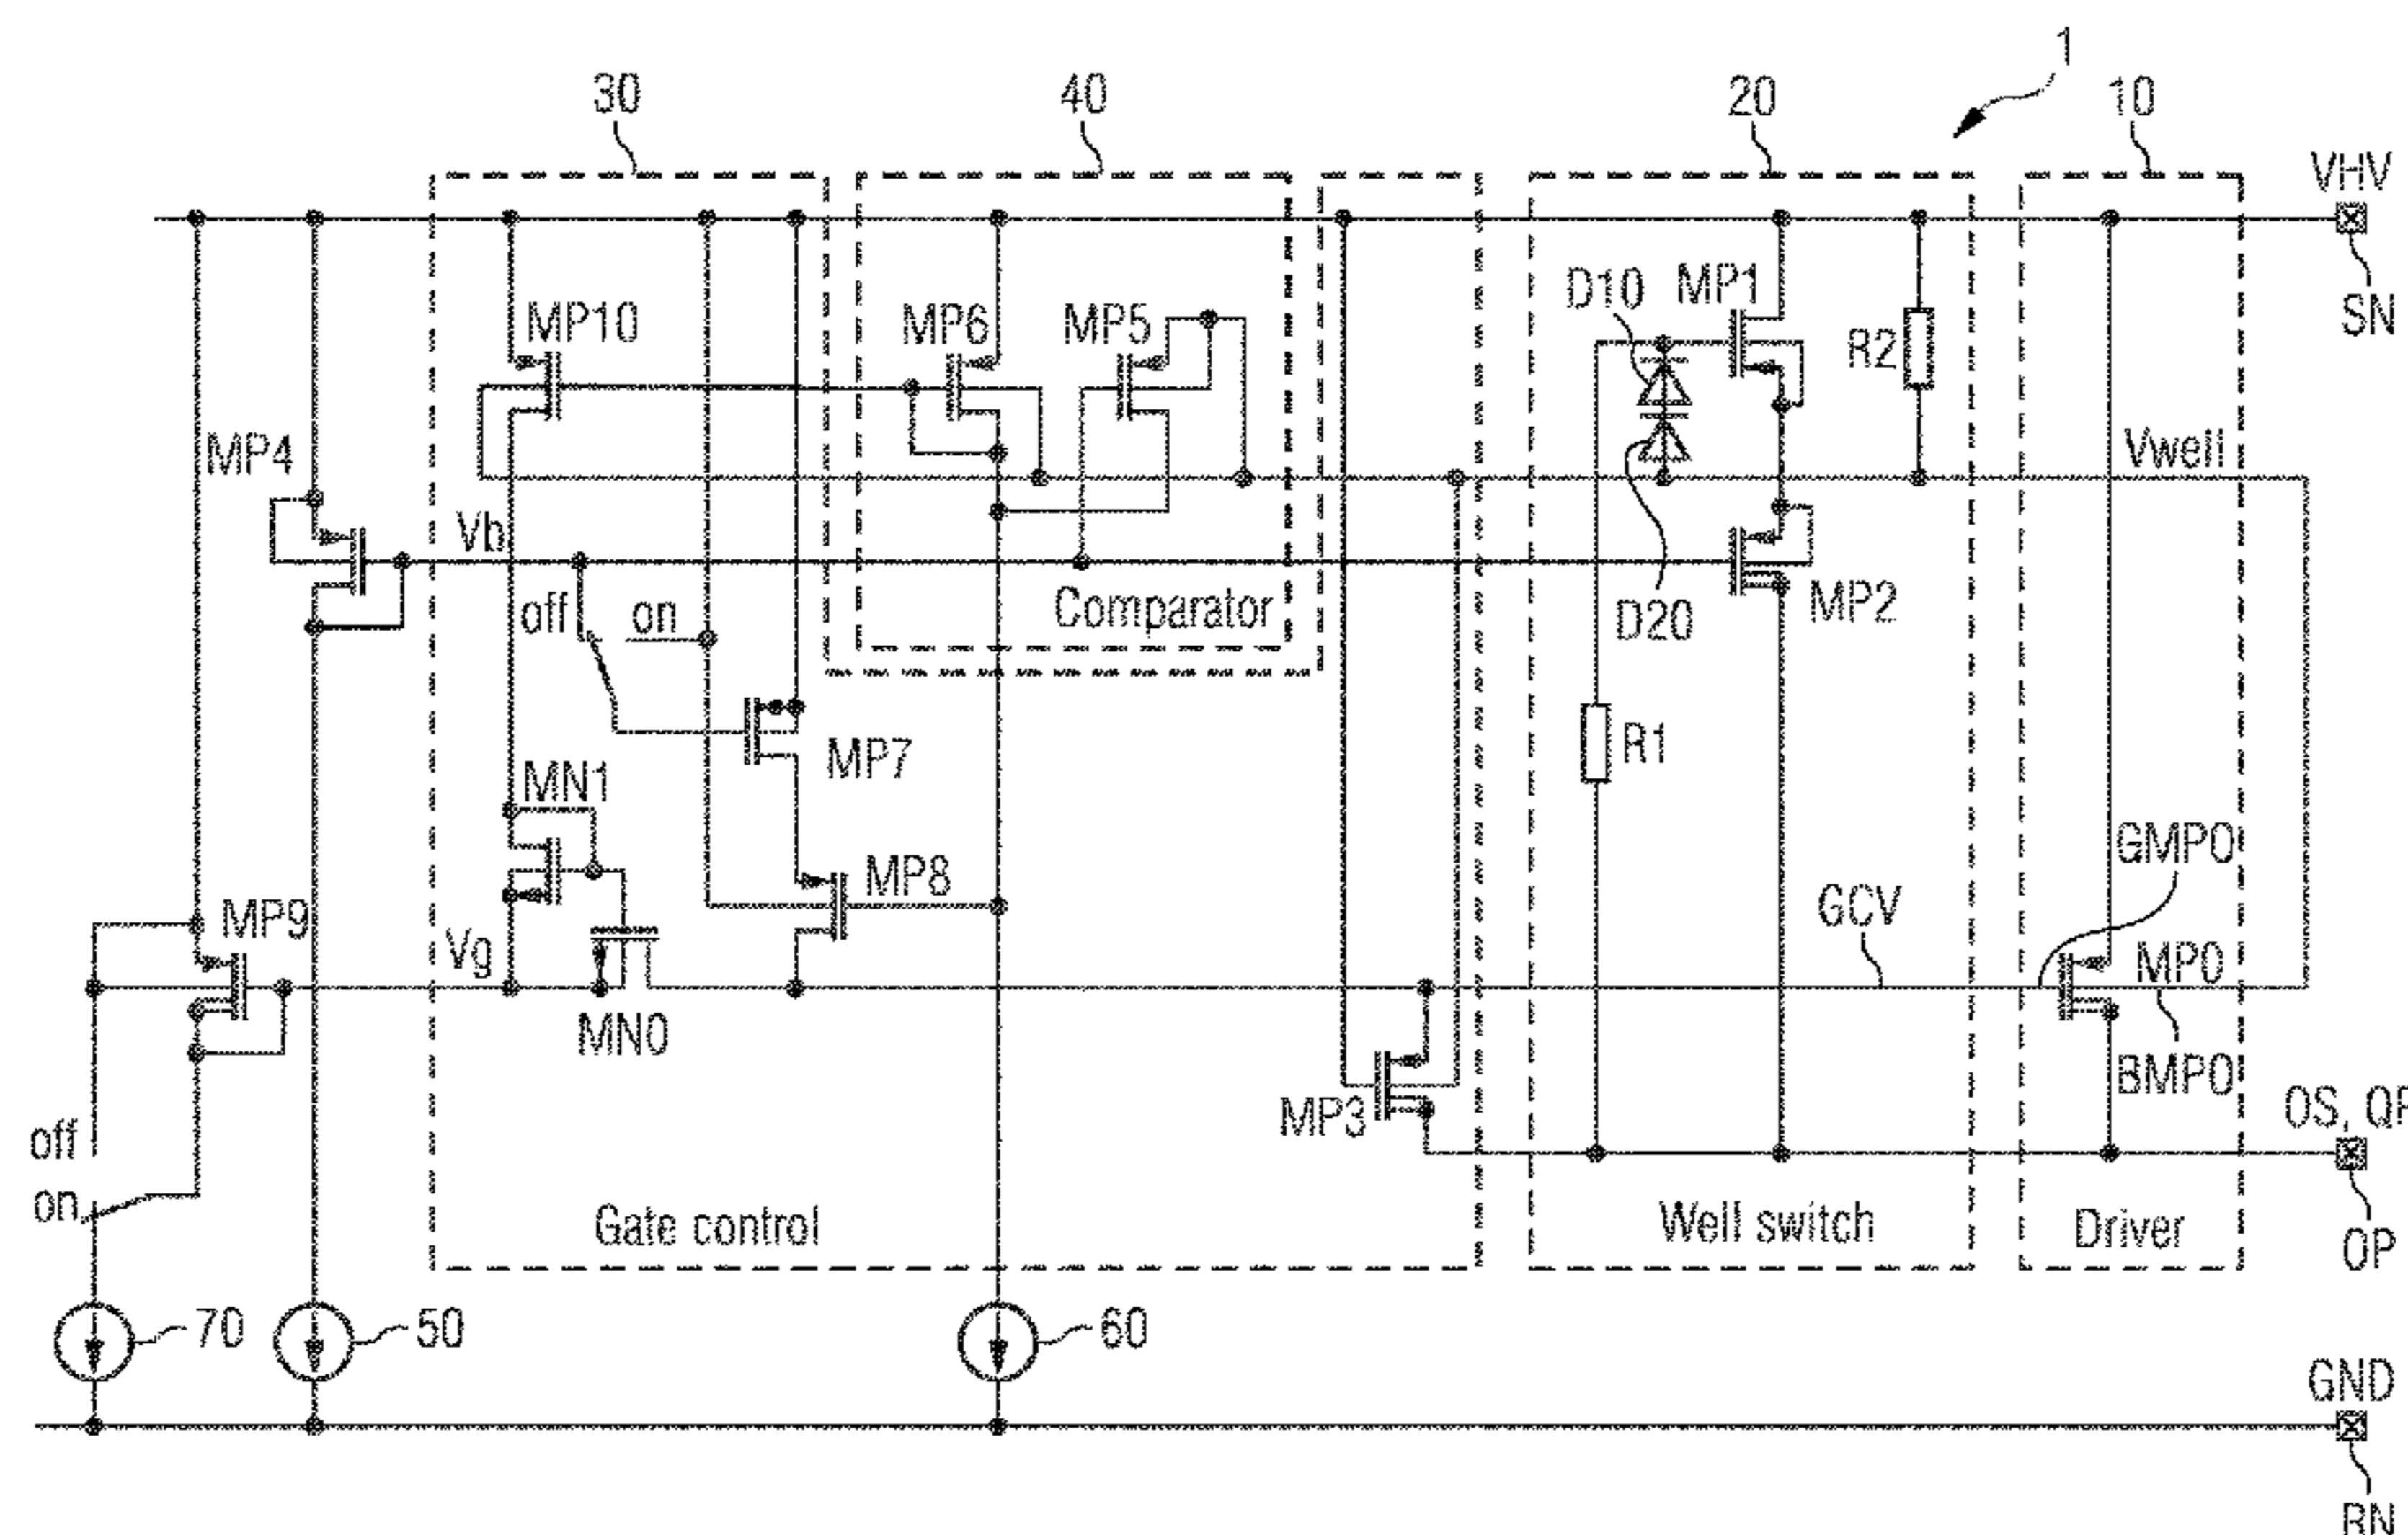 1
30
40
20
10
VHV
SN
MP10
MP6
MP5
D10
MP1
R2
MP4
Vwell
Vb
off
on
Comparator
D20
MP2
MP7
R1
MN1
GMP0
MP8
GCV
MP9
Vg
MP0
MN0
BMP0
MP3
OS,
off
on
Gate control
Well switch
Driver
OP
70
50
60
GND
RN